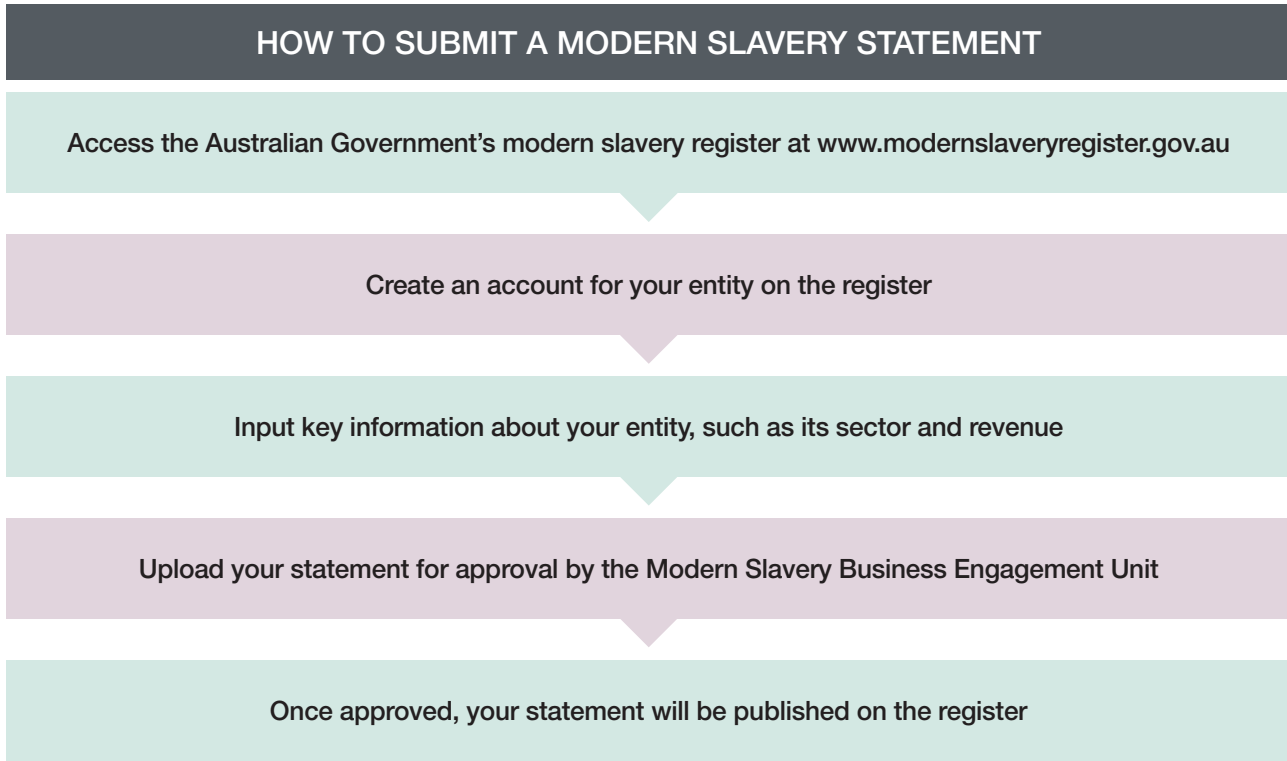 HOW TO SUBMIT A MODERN SLAVERY STATEMENT
Access the Australian Government’s modern slavery register at www.modernslaveryregister.gov.au
Create an account for your entity on the register
Input key information about your entity, such as its sector and revenue
Upload your statement for approval by the Modern Slavery Business Engagement Unit
Once approved, your statement will be published on the register